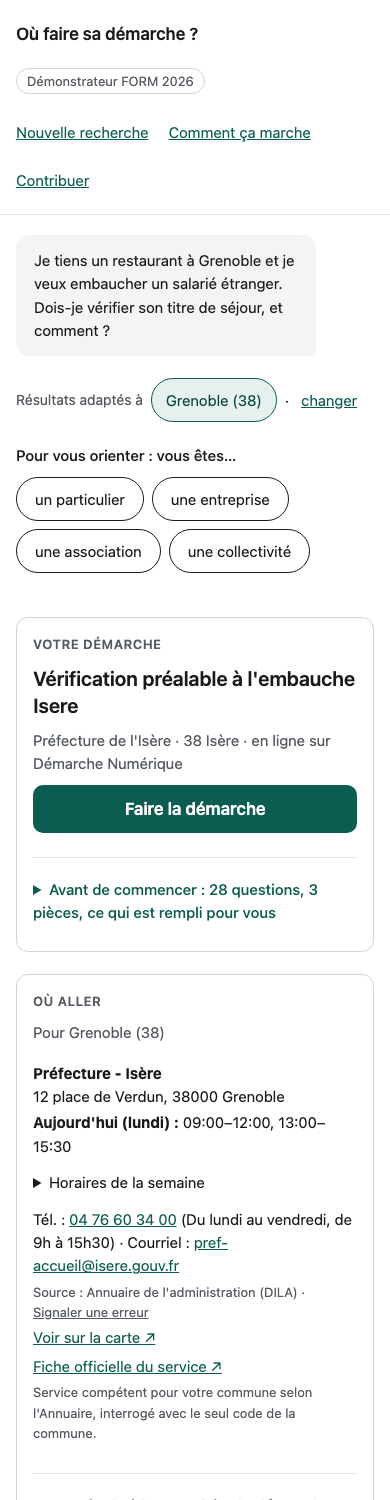 Où faire sa démarche ?
Démonstrateur FORM 2026
Nouvelle recherche Comment ça marche
Contribuer
Je tiens un restaurant à Grenoble et je
veux embaucher un salarié étranger.
Dois-je vérifier son titre de séjour, et
comment ?
Résultats adaptés à Grenoble (38) · changer
Pour vous orienter : vous êtes...
un particulier une entreprise
une association une collectivité
VOTRE DÉMARCHE
Vérification préalable à l'embauche
Isere
Préfecture de l'Isère · 38 Isère · en ligne sur
Démarche Numérique
Faire la démarche
▶ Avant de commencer : 28 questions, 3
pièces, ce qui est rempli pour vous
OÙ ALLER
Pour Grenoble (38)
Préfecture - Isère
12 place de Verdun, 38000 Grenoble
Aujourd'hui (lundi) : 09:00–12:00, 13:00–
15:30
▶ Horaires de la semaine
Tél. : 04 76 60 34 00 (Du lundi au vendredi, de
9h à 15h30) · Courriel : pref-
accueil@isere.gouv.fr
Source : Annuaire de l'administration (DILA) ·
Signaler une erreur
Voir sur la carte ↗
Fiche officielle du service ↗
Service compétent pour votre commune selon
l'Annuaire, interrogé avec le seul code de la
commune.